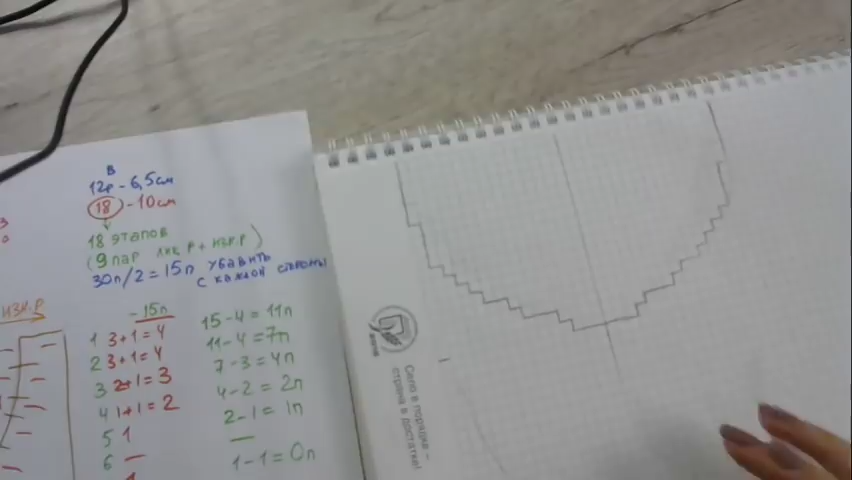 В
12р - 6,5см
18 - 10см
18 этапов
(9 пар лиц.р + изн.р)
30п/2 = 15п убавить
с каждой стороны
изн.р
-15п
1 3+1=4
2 3+1=4
3 2+1=3
4 1+1=2
5 1
6 —
1
15-4=11п
11-4=7п
7-3=4п
4-2=2п
2-1=1п
—
1-1=0п
Село в порядке –
страна в достатке!